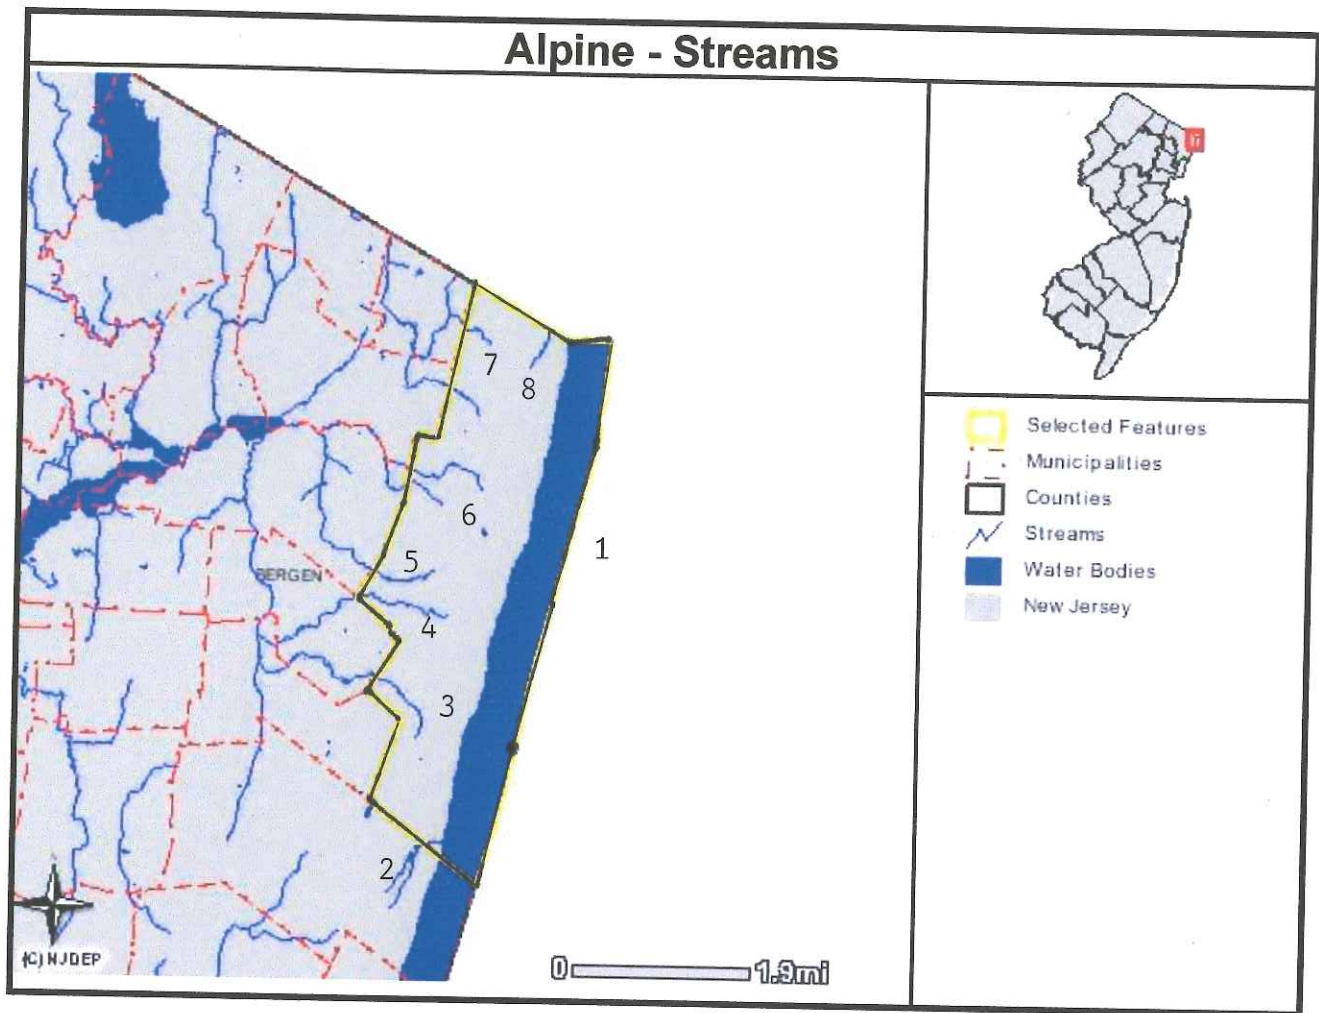 Alpine - Streams
7
8
6
1
5
BERGEN
4
3
2
(C) NJDEP
0 1.9mi
Selected Features
Municipalities
Counties
Streams
Water Bodies
New Jersey